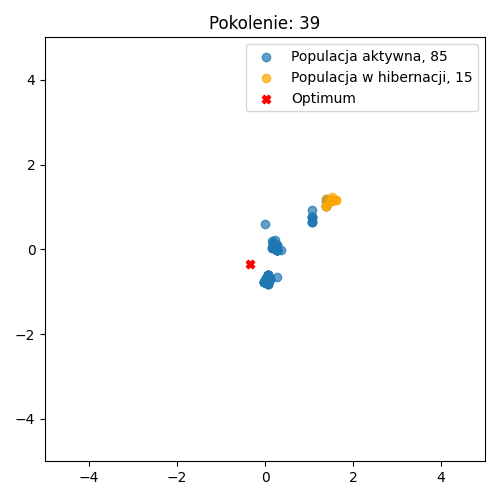 Pokolenie: 39
Populacja aktywna, 85
Populacja w hibernacji, 15
Optimum
4
2
0
−2
−4
−4 −2 0 2 4